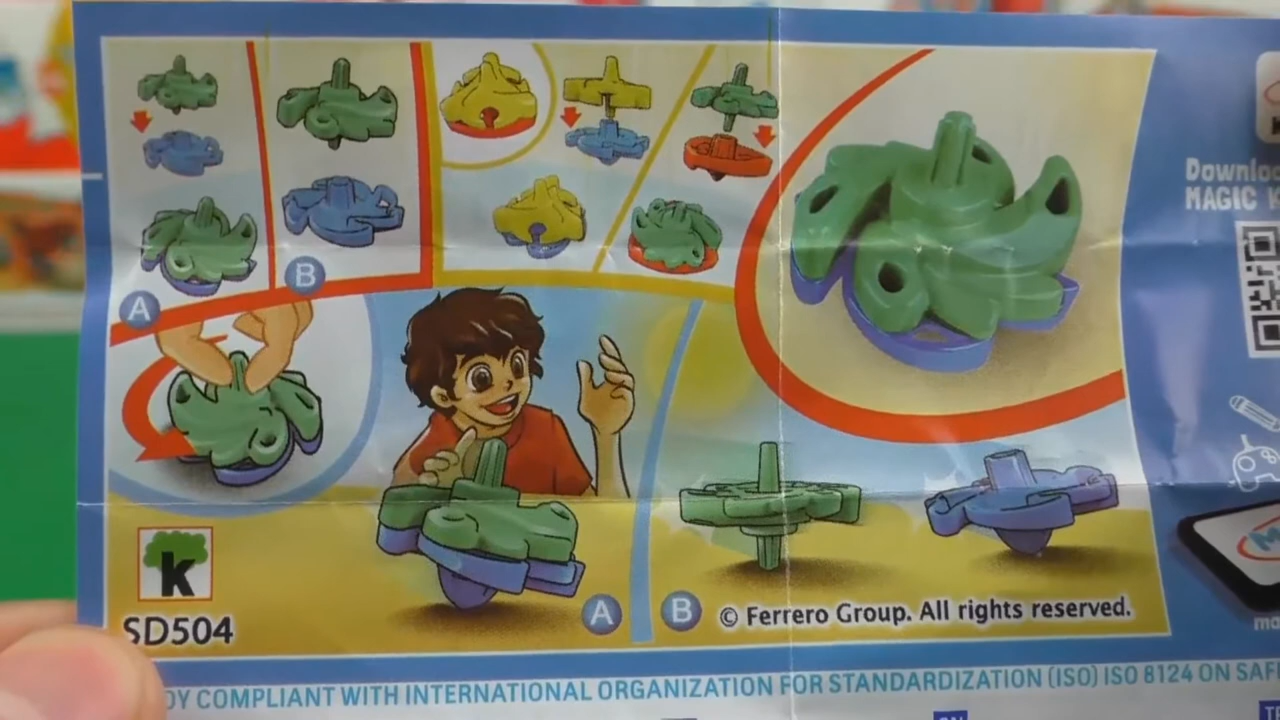 A
B
Downloa
MAGIC K
k
SD504
A
B
© Ferrero Group. All rights reserved.
OY COMPLIANT WITH INTERNATIONAL ORGANIZATION FOR STANDARDIZATION (ISO) ISO 8124 ON SAF